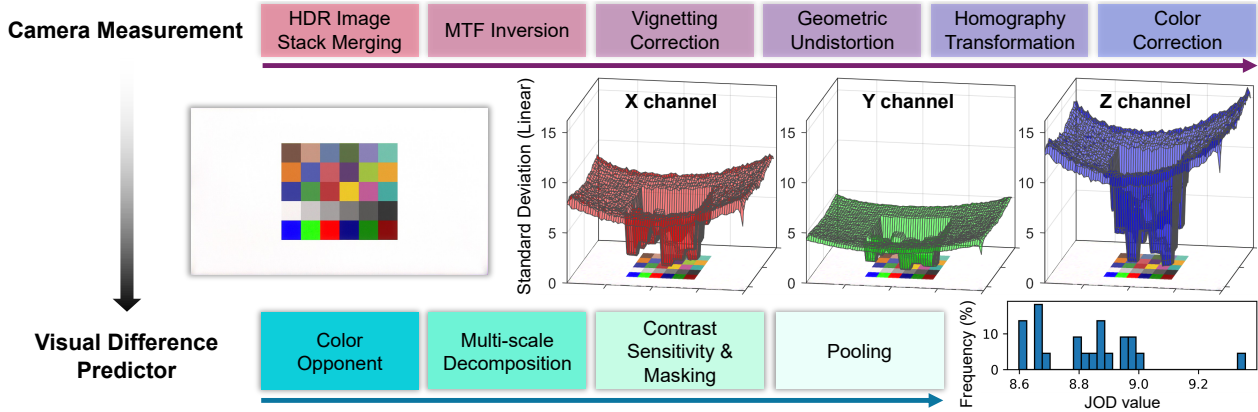 Camera Measurement
HDR Image
Stack Merging
MTF Inversion
Vignetting
Correction
Geometric
Undistortion
Homography
Transformation
Color
Correction
Standard Deviation (Linear)
15
10
5
0
X channel
15
10
5
0
Y channel
15
10
5
0
Z channel
Visual Difference
Predictor
Color
Opponent
Multi-scale
Decomposition
Contrast
Sensitivity &
Masking
Pooling
Frequency (%)
10
0
8.6 8.8 9.0 9.2
JOD value